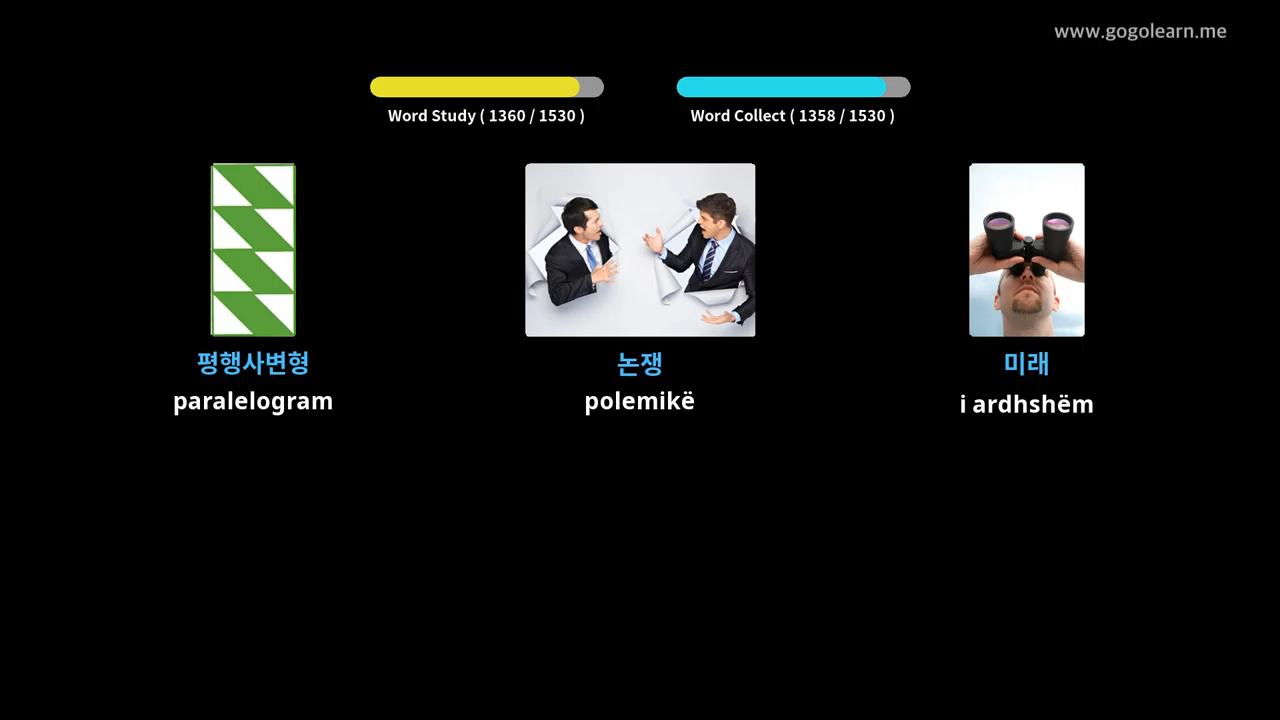 www.gogolearn.me
Word Study ( 1360 / 1530 )
Word Collect ( 1358 / 1530 )
평행사변형
논쟁
미래
paralelogram
polemikë
i ardhshëm